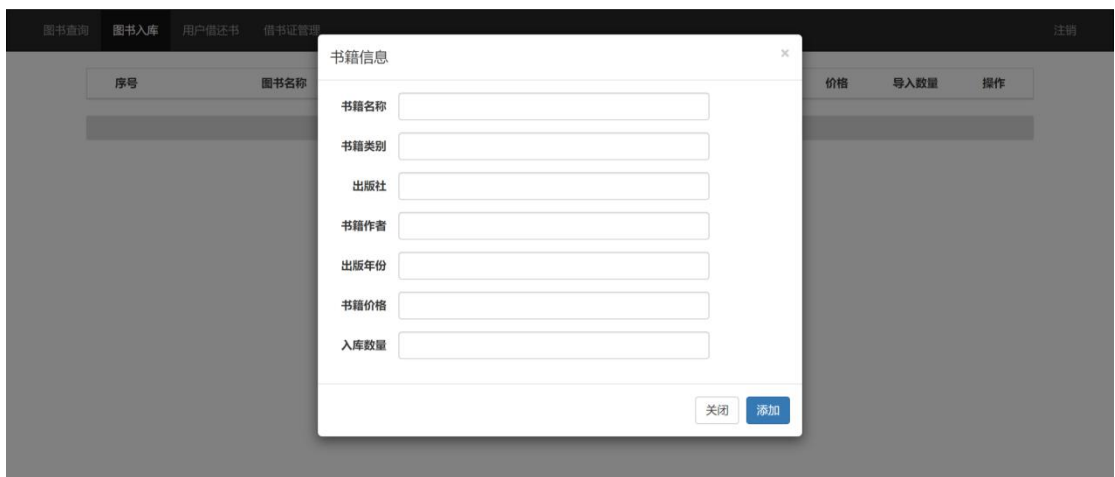 图书查询 图书入库 用户借还书 借书证管理 注销
书籍信息 ×
序号 图书名称 价格 导入数量 操作
书籍名称
书籍类别
出版社
书籍作者
出版年份
书籍价格
入库数量
关闭 添加